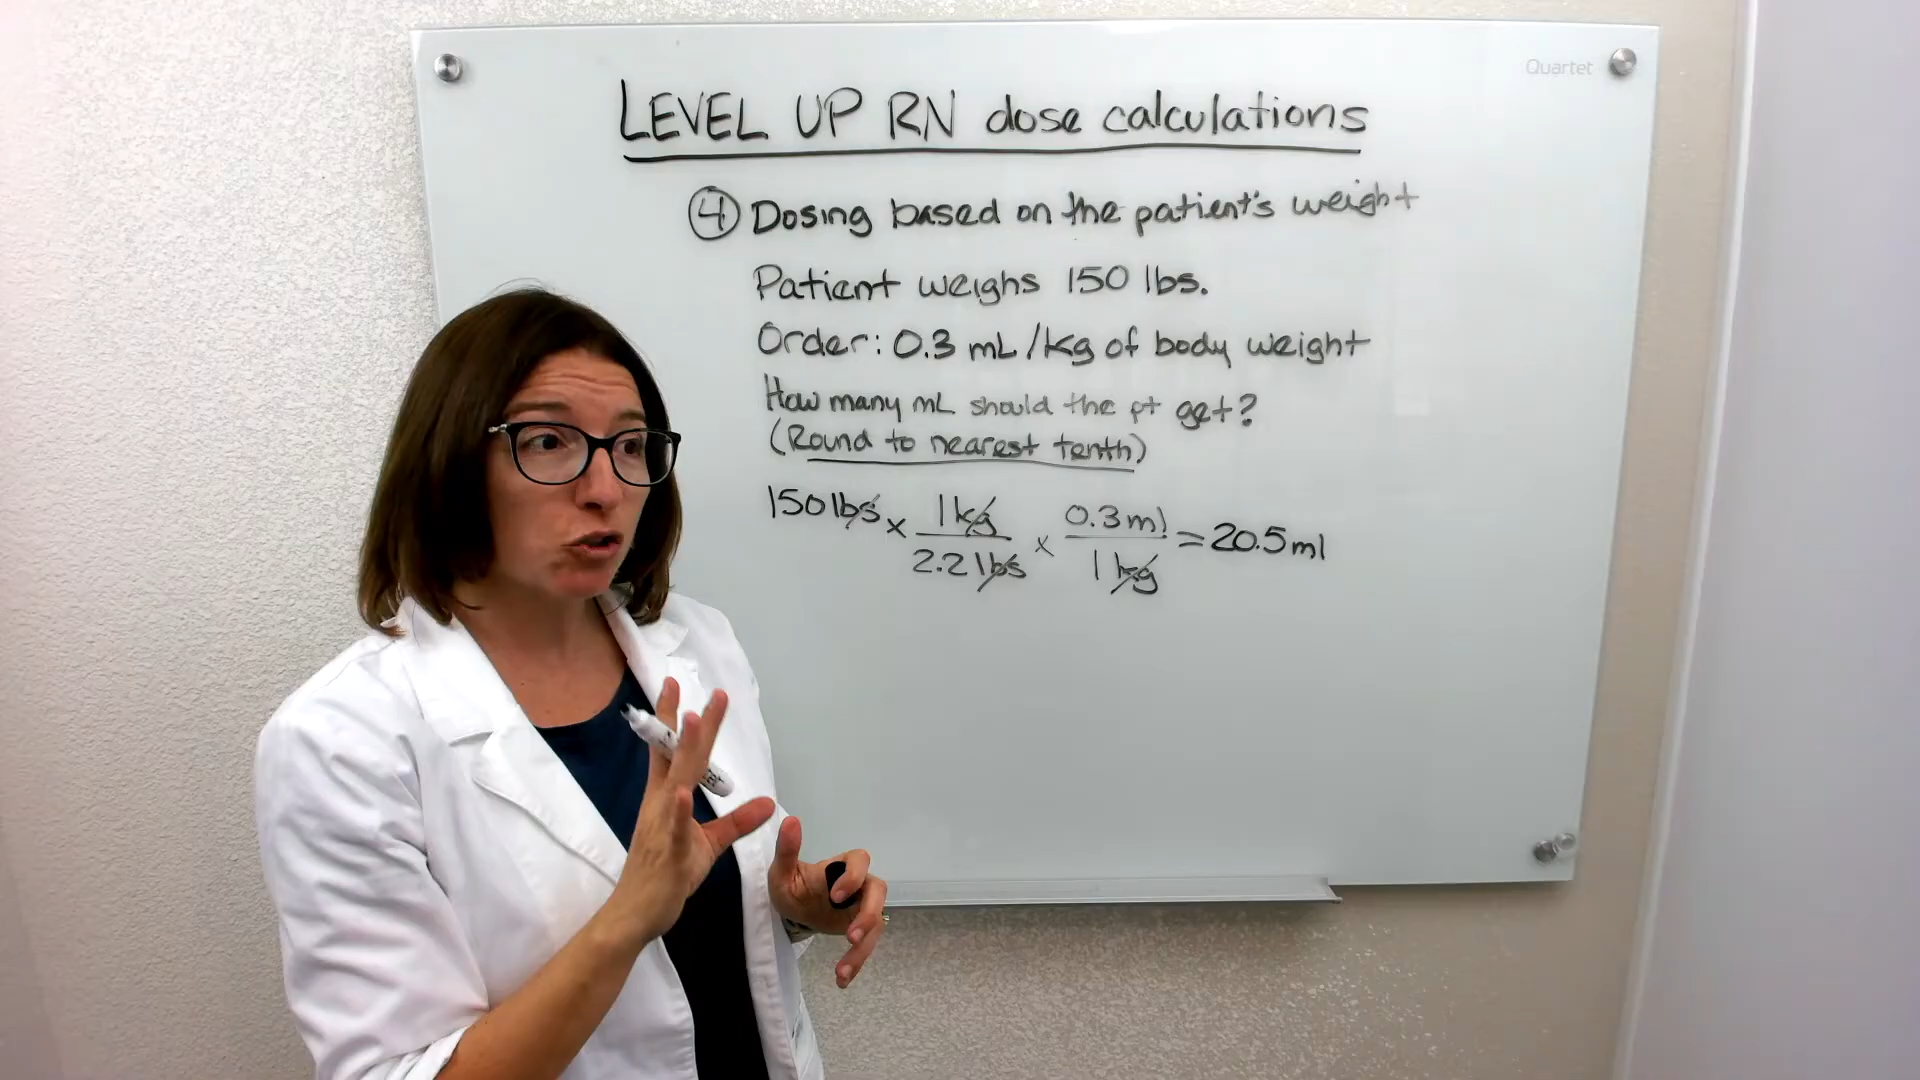 Quartet
LEVEL UP RN dose calculations
④ Dosing based on the patient's weight
Patient weighs 150 lbs.
Order: 0.3 mL/kg of body weight
How many mL should the pt get?
(Round to nearest tenth)
150 lbs x 1 kg / 2.2 lbs x 0.3 ml / 1 kg = 20.5 ml